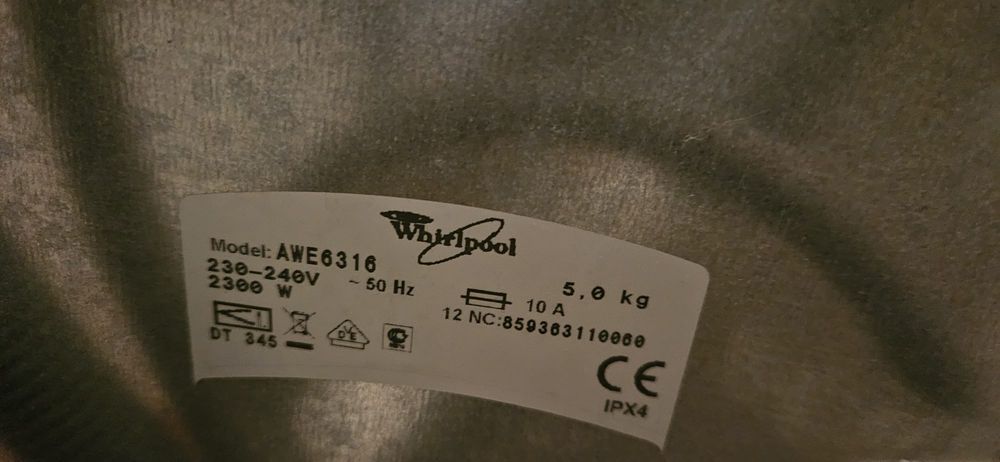 Whirlpool
Model: AWE6316
230-240V ~ 50 Hz
2300 W
5,0 kg
10 A
12 NC:859363110060
DT 345
VDE
CE
IPX4